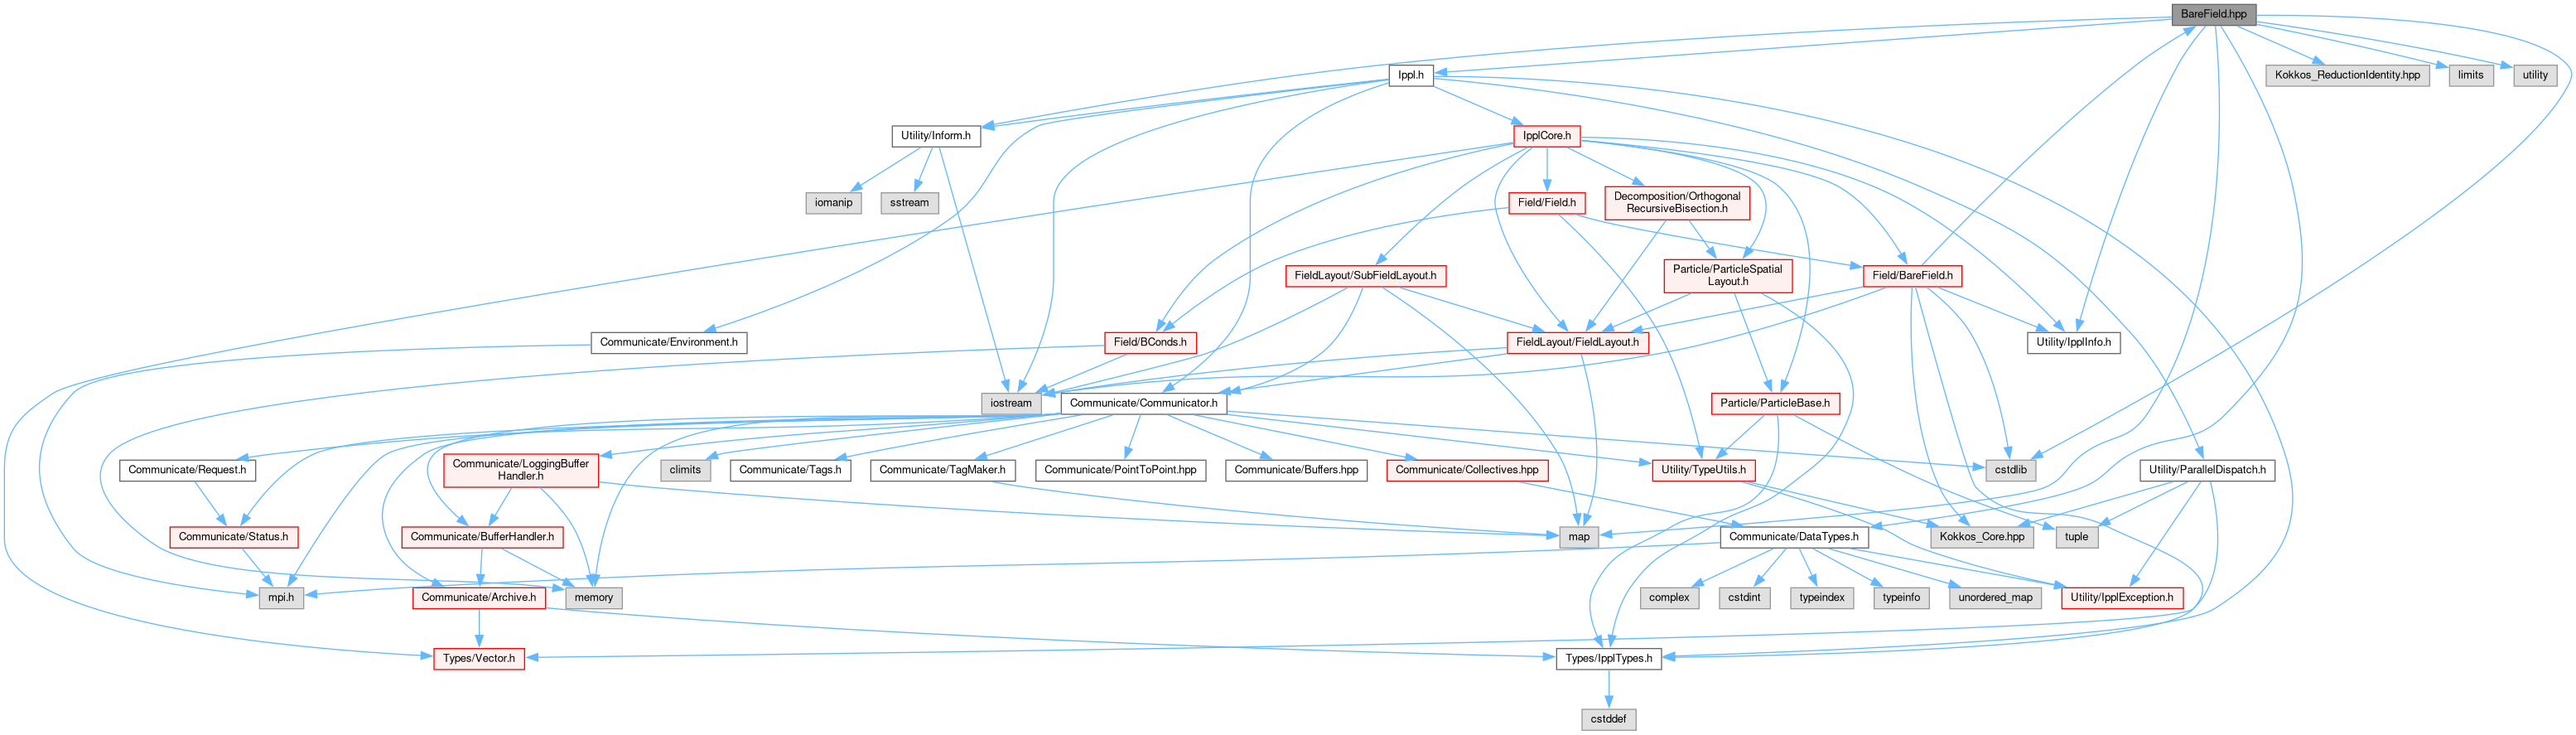 BareField.hpp
Ippl.h
Kokkos_ReductionIdentity.hpp
limits
utility
Utility/Inform.h
IpplCore.h
iomanip
sstream
Field/Field.h
Decomposition/Orthogonal
RecursiveBisection.h
FieldLayout/SubFieldLayout.h
Particle/ParticleSpatial
Layout.h
Field/BareField.h
Communicate/Environment.h
Field/BConds.h
FieldLayout/FieldLayout.h
Utility/IpplInfo.h
iostream
Communicate/Communicator.h
Particle/ParticleBase.h
Communicate/Request.h
Communicate/LoggingBuffer
Handler.h
climits
Communicate/Tags.h
Communicate/TagMaker.h
Communicate/PointToPoint.hpp
Communicate/Buffers.hpp
Communicate/Collectives.hpp
Utility/TypeUtils.h
cstdlib
Utility/ParallelDispatch.h
Communicate/Status.h
Communicate/BufferHandler.h
map
Communicate/DataTypes.h
Kokkos_Core.hpp
tuple
mpi.h
Communicate/Archive.h
memory
complex
cstdint
typeindex
typeinfo
unordered_map
Utility/IpplException.h
Types/Vector.h
Types/IpplTypes.h
cstddef